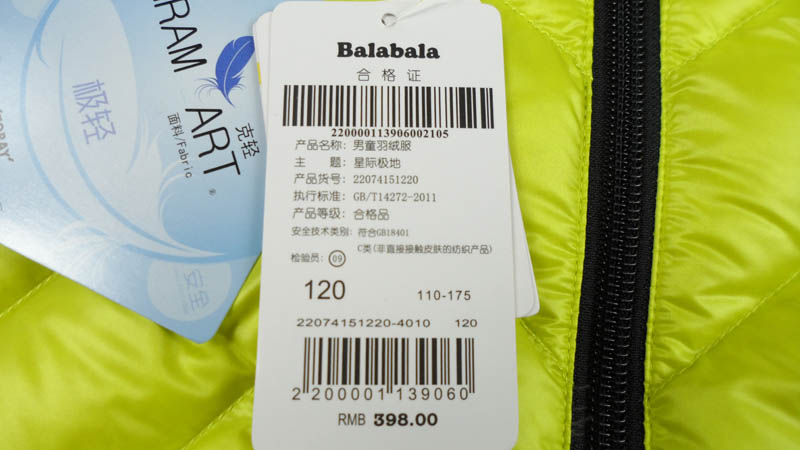 Balabala
合格证
220000113906002105
产品名称: 男童羽绒服
主 题: 星际极地
产品货号: 22074151220
执行标准: GB/T14272-2011
产品等级: 合格品
安全技术类别: 符合GB18401
C类(非直接接触皮肤的纺织产品)
检验员: 09
120 110-175
22074151220-4010 120
2 200001 139060
RMB 398.00
RAM
ART®
克轻
面料/Fabric
极轻
TORAY
安全